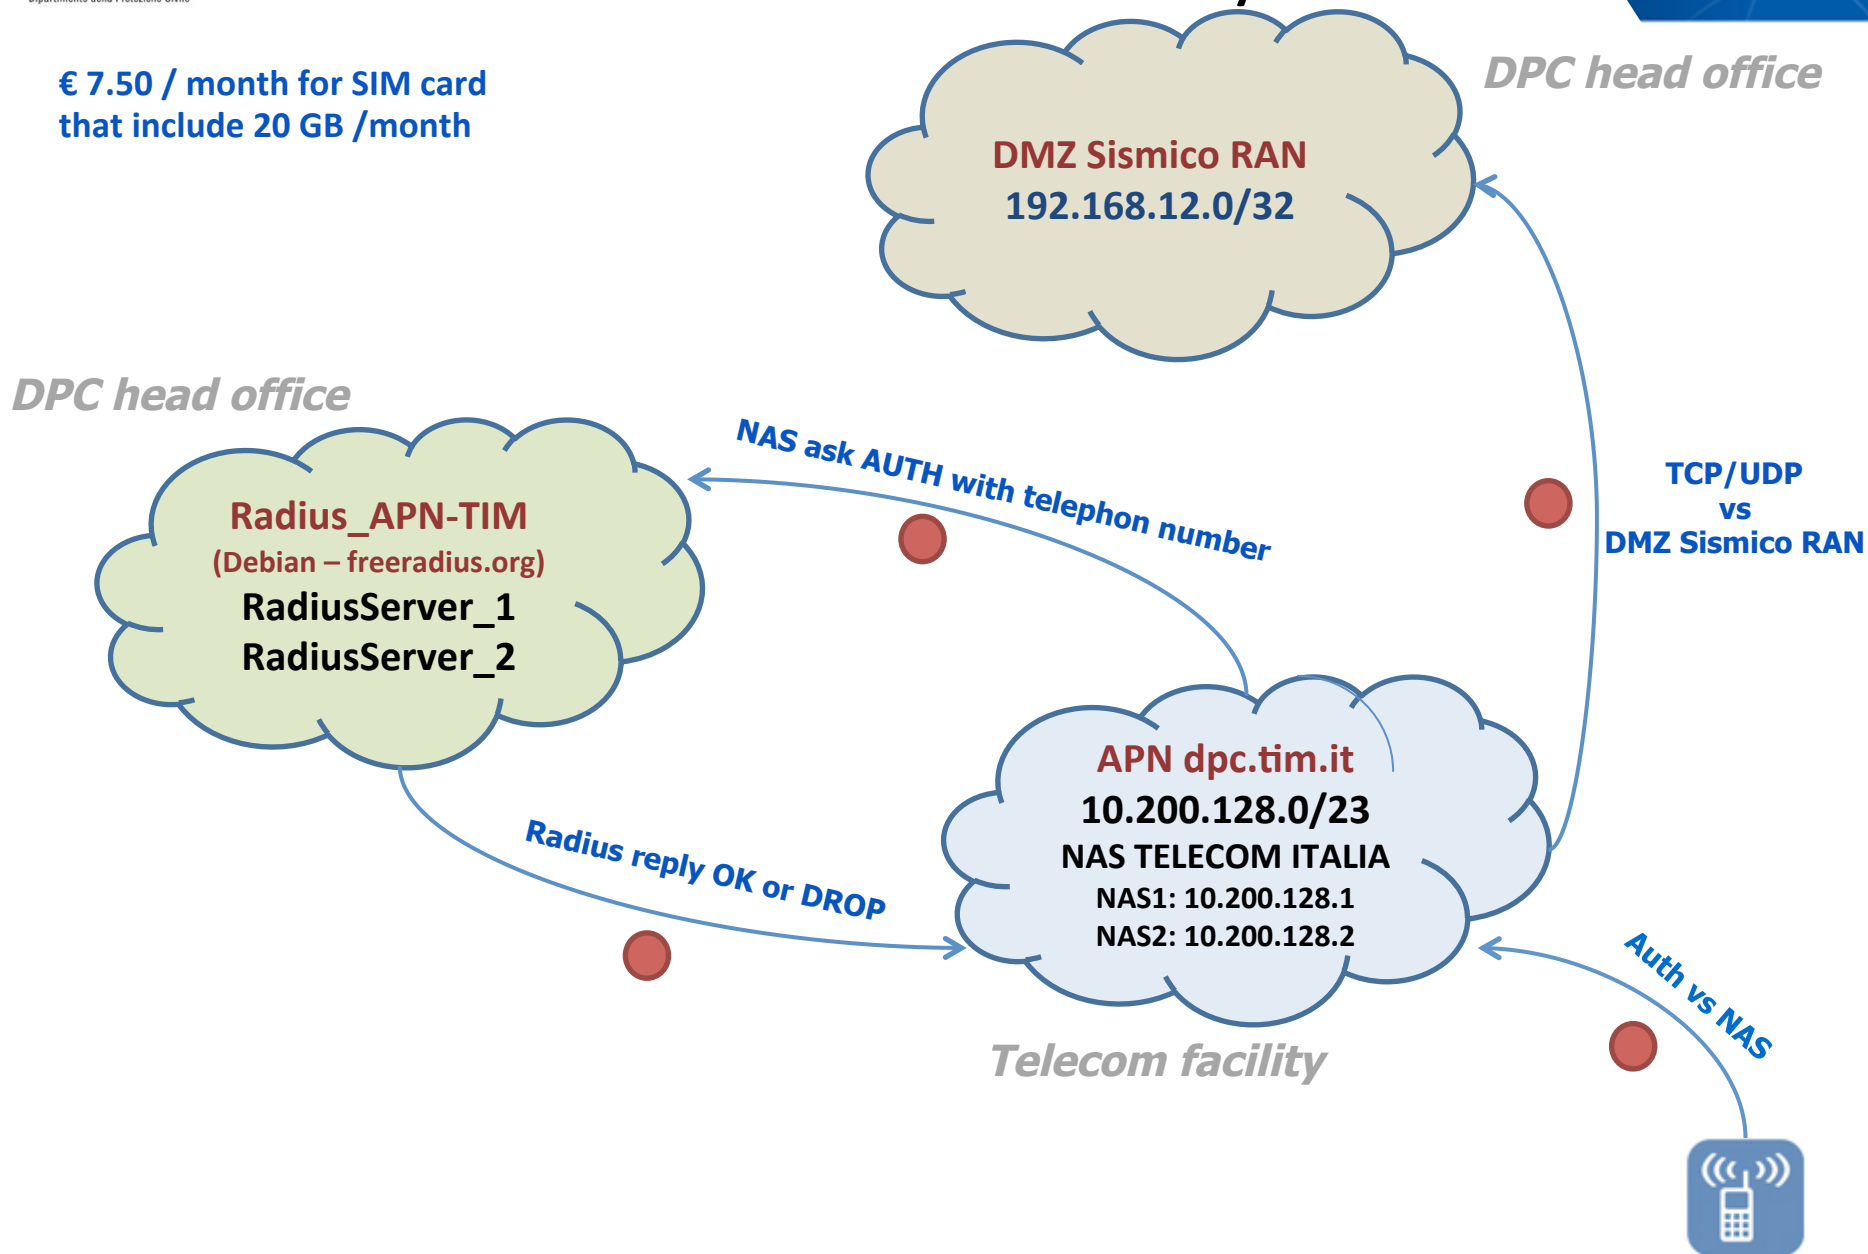 Dipartimento della Protezione Civile
€ 7.50 / month for SIM card
that include 20 GB /month
DPC head office
DMZ Sismico RAN
192.168.12.0/32
DPC head office
NAS ask AUTH with telephon number
TCP/UDP
vs
DMZ Sismico RAN
Radius_APN-TIM
(Debian – freeradius.org)
RadiusServer_1
RadiusServer_2
APN dpc.tim.it
10.200.128.0/23
NAS TELECOM ITALIA
NAS1: 10.200.128.1
NAS2: 10.200.128.2
Radius reply OK or DROP
Auth vs NAS
Telecom facility